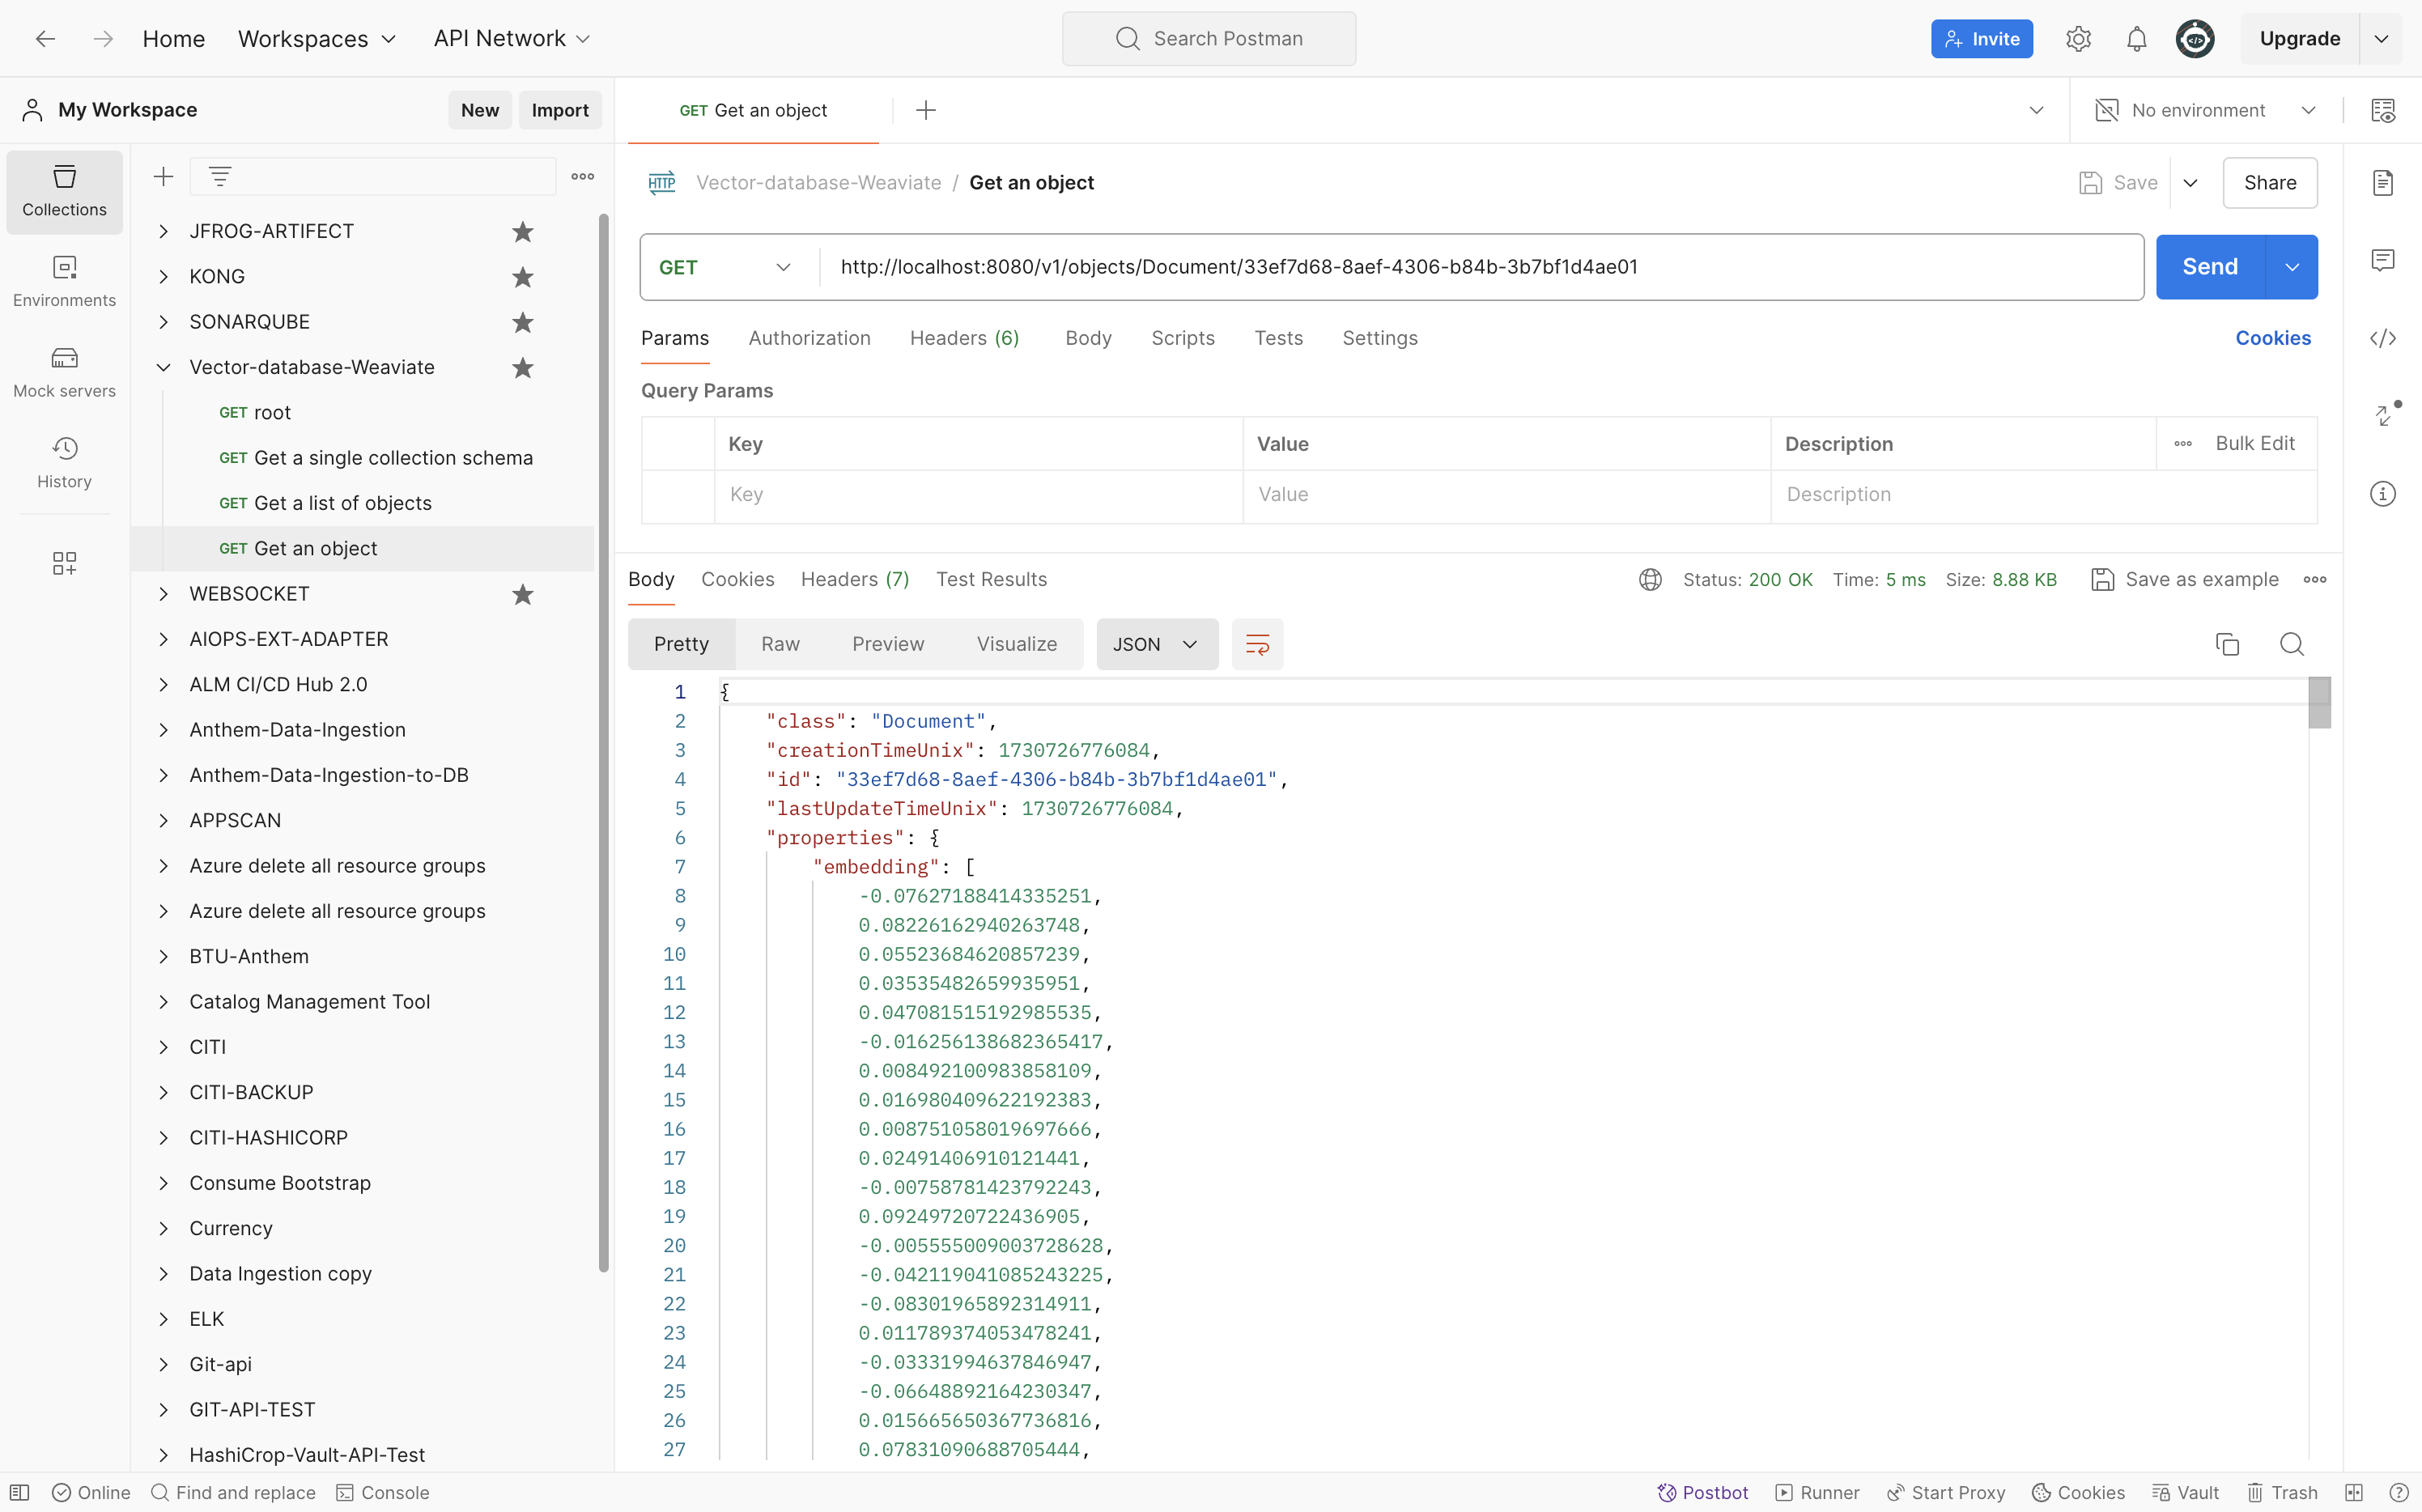 Home Workspaces API Network Search Postman Invite Upgrade
My Workspace New Import GET Get an object No environment
Collections
Environments
Mock servers
History
JFROG-ARTIFECT
KONG
SONARQUBE
Vector-database-Weaviate
GET root
GET Get a single collection schema
GET Get a list of objects
GET Get an object
WEBSOCKET
AIOPS-EXT-ADAPTER
ALM CI/CD Hub 2.0
Anthem-Data-Ingestion
Anthem-Data-Ingestion-to-DB
APPSCAN
Azure delete all resource groups
Azure delete all resource groups
BTU-Anthem
Catalog Management Tool
CITI
CITI-BACKUP
CITI-HASHICORP
Consume Bootstrap
Currency
Data Ingestion copy
ELK
Git-api
GIT-API-TEST
HashiCrop-Vault-API-Test
HTTP Vector-database-Weaviate / Get an object Save Share
GET http://localhost:8080/v1/objects/Document/33ef7d68-8aef-4306-b84b-3b7bf1d4ae01 Send
Params Authorization Headers (6) Body Scripts Tests Settings Cookies
Query Params
Key Value Description Bulk Edit
Key Value Description
Body Cookies Headers (7) Test Results Status: 200 OK Time: 5 ms Size: 8.88 KB Save as example
Pretty Raw Preview Visualize JSON
1 {
2 "class": "Document",
3 "creationTimeUnix": 1730726776084,
4 "id": "33ef7d68-8aef-4306-b84b-3b7bf1d4ae01",
5 "lastUpdateTimeUnix": 1730726776084,
6 "properties": {
7 "embedding": [
8 -0.07627188414335251,
9 0.08226162940263748,
10 0.05523684620857239,
11 0.03535482659935951,
12 0.047081515192985535,
13 -0.016256138682365417,
14 0.008492100983858109,
15 0.016980409622192383,
16 0.008751058019697666,
17 0.02491406910121441,
18 -0.00758781423792243,
19 0.09249720722436905,
20 -0.005555009003728628,
21 -0.042119041085243225,
22 -0.08301965892314911,
23 0.011789374053478241,
24 -0.03331994637846947,
25 -0.06648892164230347,
26 0.015665650367736816,
27 0.07831090688705444,
Online Find and replace Console Postbot Runner Start Proxy Cookies Vault Trash